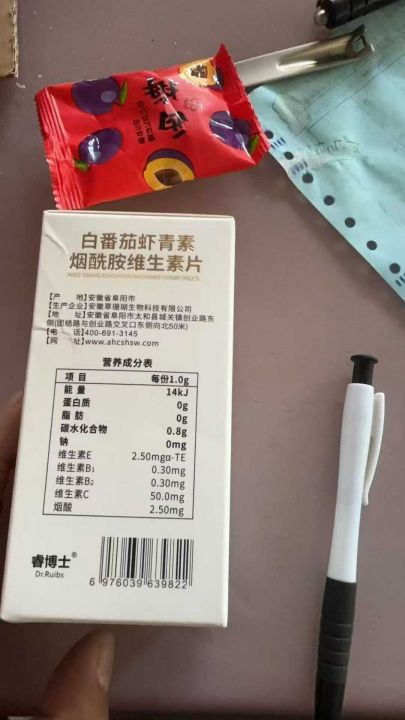 白番茄虾青素
烟酰胺维生素片
【产 地】安徽省阜阳市
【生产企业】安徽草珊瑚生物科技有限公司
【地 址】安徽省阜阳市太和县城关镇创业路东
侧(团结路与创业路交叉口东侧向北50米)
【电 话】400-691-3145
【网 址】www.ahcshsw.com
营养成分表
项目 每份1.0g
能量 14kJ
蛋白质 0g
脂肪 0g
碳水化合物 0.8g
钠 0mg
维生素E 2.50mgα-TE
维生素B1 0.30mg
维生素B2 0.30mg
维生素C 50.0mg
烟酸 2.50mg
睿博士®
Dr.Ruibs
6 976039 639822